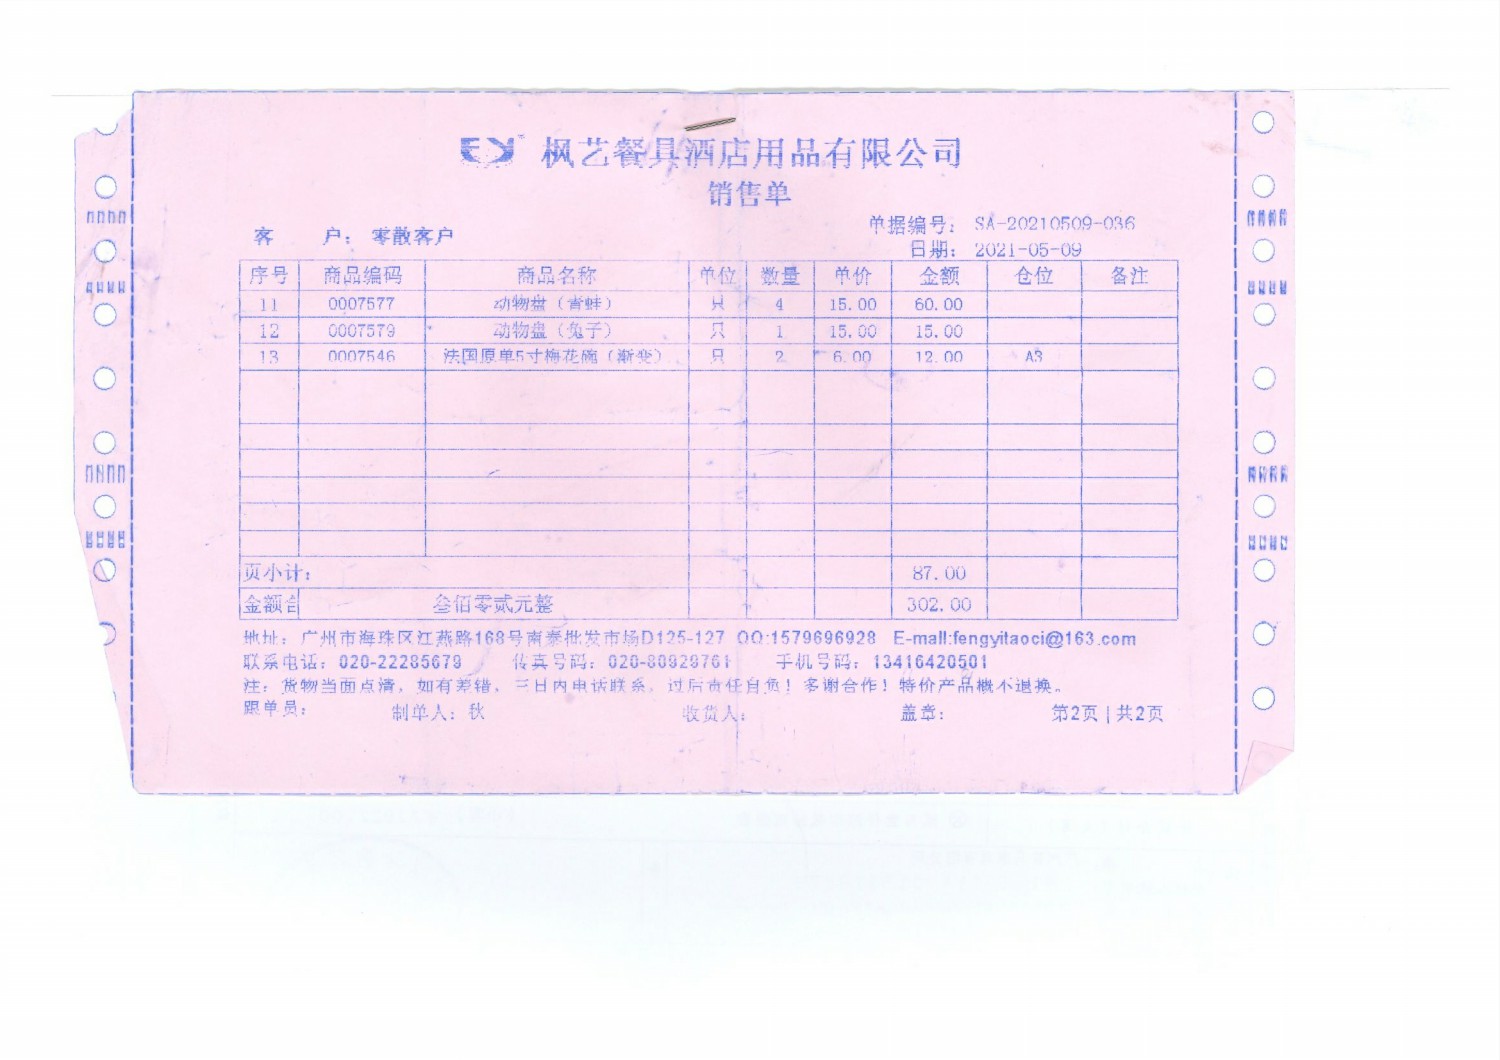 枫艺餐具酒店用品有限公司
销售单
单据编号： SA-20210509-036
客 户： 零散客户
日期： 2021-05-09
序号 商品编码 商品名称 单位 数量 单价 金额 仓位 备注
11 0007577 动物盘（青蛙） 只 4 15.00 60.00
12 0007579 动物盘（兔子） 只 1 15.00 15.00
13 0007546 法国原单5寸梅花碗（渐变） 只 2 6.00 12.00 A3
页小计： 87.00
金额合 叁佰零贰元整 302.00
地址：广州市海珠区江燕路168号南泰批发市场D125-127 QQ:1579696928 E-mall:fengyitaoci@163.com
联系电话：020-22285679 传真号码：020-80929761 手机号码：13416420501
注：货物当面点清，如有差错，三日内电话联系，过后责任自负！多谢合作！特价产品概不退换。
跟单员： 制单人：秋 收货人： 盖章： 第2页|共2页